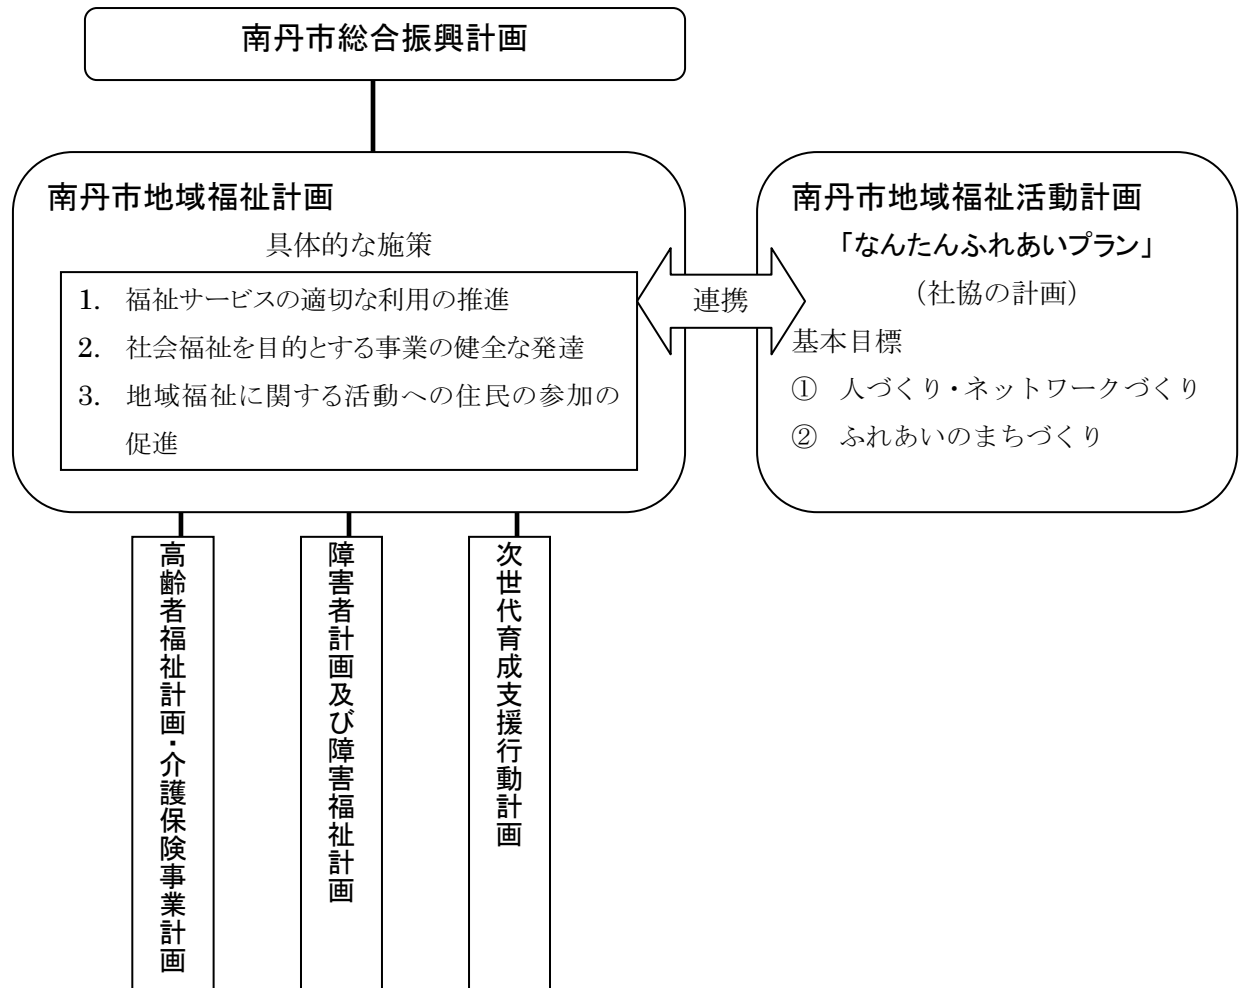 南丹市総合振興計画
南丹市地域福祉計画
具体的な施策
1. 福祉サービスの適切な利用の推進
2. 社会福祉を目的とする事業の健全な発達
3. 地域福祉に関する活動への住民の参加の
促進
連携
南丹市地域福祉活動計画
「なんたんふれあいプラン」
（社協の計画）
基本目標
① 人づくり・ネットワークづくり
② ふれあいのまちづくり
高齢者福祉計画・介護保険事業計画
障害者計画及び障害福祉計画
次世代育成支援行動計画